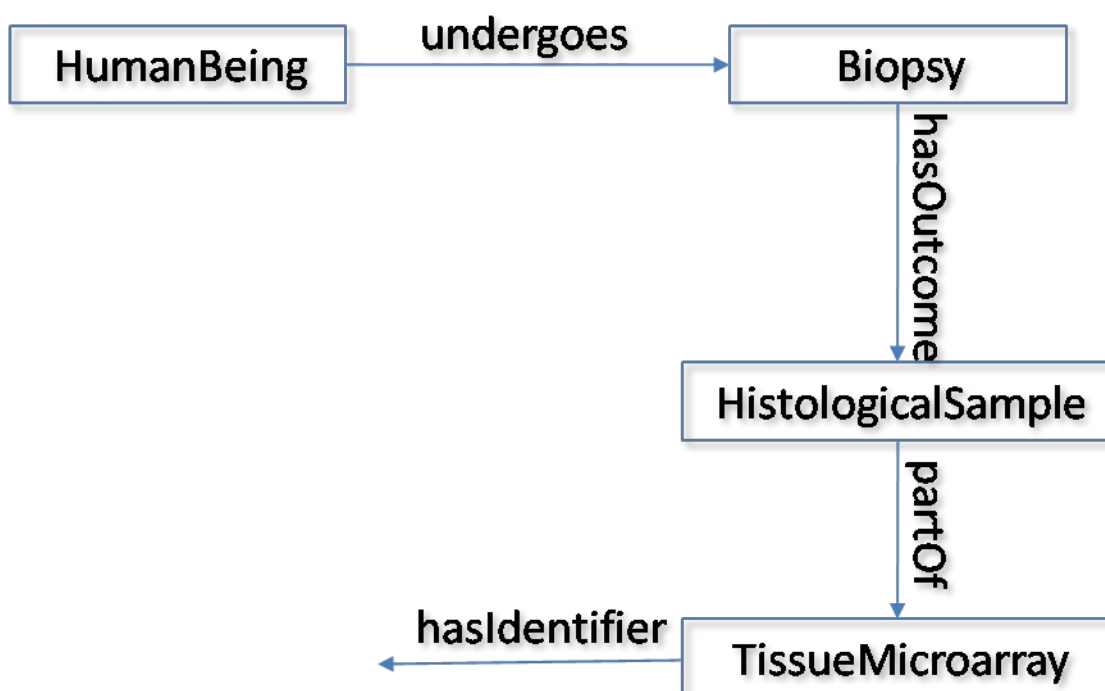 undergoes
HumanBeing
Biopsy
hasOutcome
HistologicalSample
partOf
hasIdentifier
TissueMicroarray